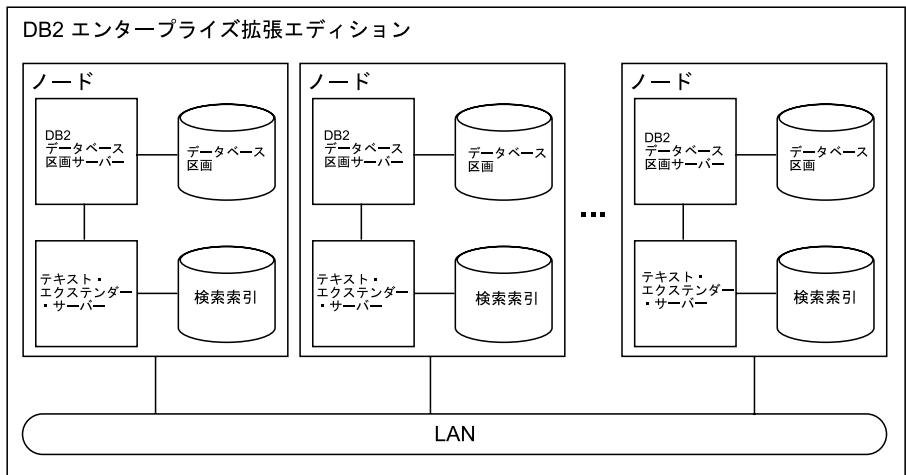 DB2 エンタープライズ拡張エディション
ノード
DB2
データベース
区画サーバー
データベース
区画
テキスト・
エクステンダー
・サーバー
検索索引
ノード
DB2
データベース
区画サーバー
データベース
区画
テキスト・
エクステンダー
・サーバー
検索索引
...
ノード
DB2
データベース
区画サーバー
データベース
区画
テキスト・
エクステンダー
・サーバー
検索索引
LAN